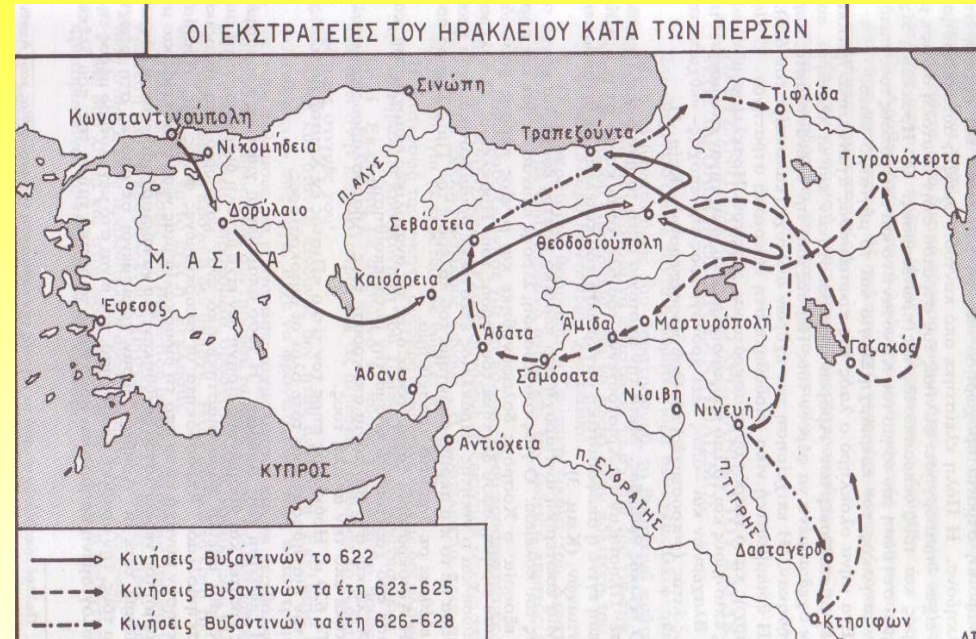 ΟΙ ΕΚΣΤΡΑΤΕΙΕΣ ΤΟΥ ΗΡΑΚΛΕΙΟΥ ΚΑΤΑ ΤΩΝ ΠΕΡΣΩΝ
Σινώπη
Τιφλίδα
Κωνσταντινούπολη
Νικομήδεια
Τραπεζούντα
Τιγρανόκερτα
Π. ΑΛΥΣ
Δορύλαιο
Σεβάστεια
Θεοδοσιούπολη
Μ. ΑΣΙΑ
Καισάρεια
Έφεσος
Μαρτυρόπολη
Άδατα
Άμιδα
Γαζακός
Σαμόσατα
Άδανα
Νίσιβη
Νινευή
Αντιόχεια
ΚΥΠΡΟΣ
Π. ΕΥΦΡΑΤΗΣ
Π. ΤΙΓΡΗΣ
Δασταγέρδ
Κτησιφών
Κινήσεις Βυζαντινών το 622
Κινήσεις Βυζαντινών τα έτη 623-625
Κινήσεις Βυζαντινών τα έτη 626-628